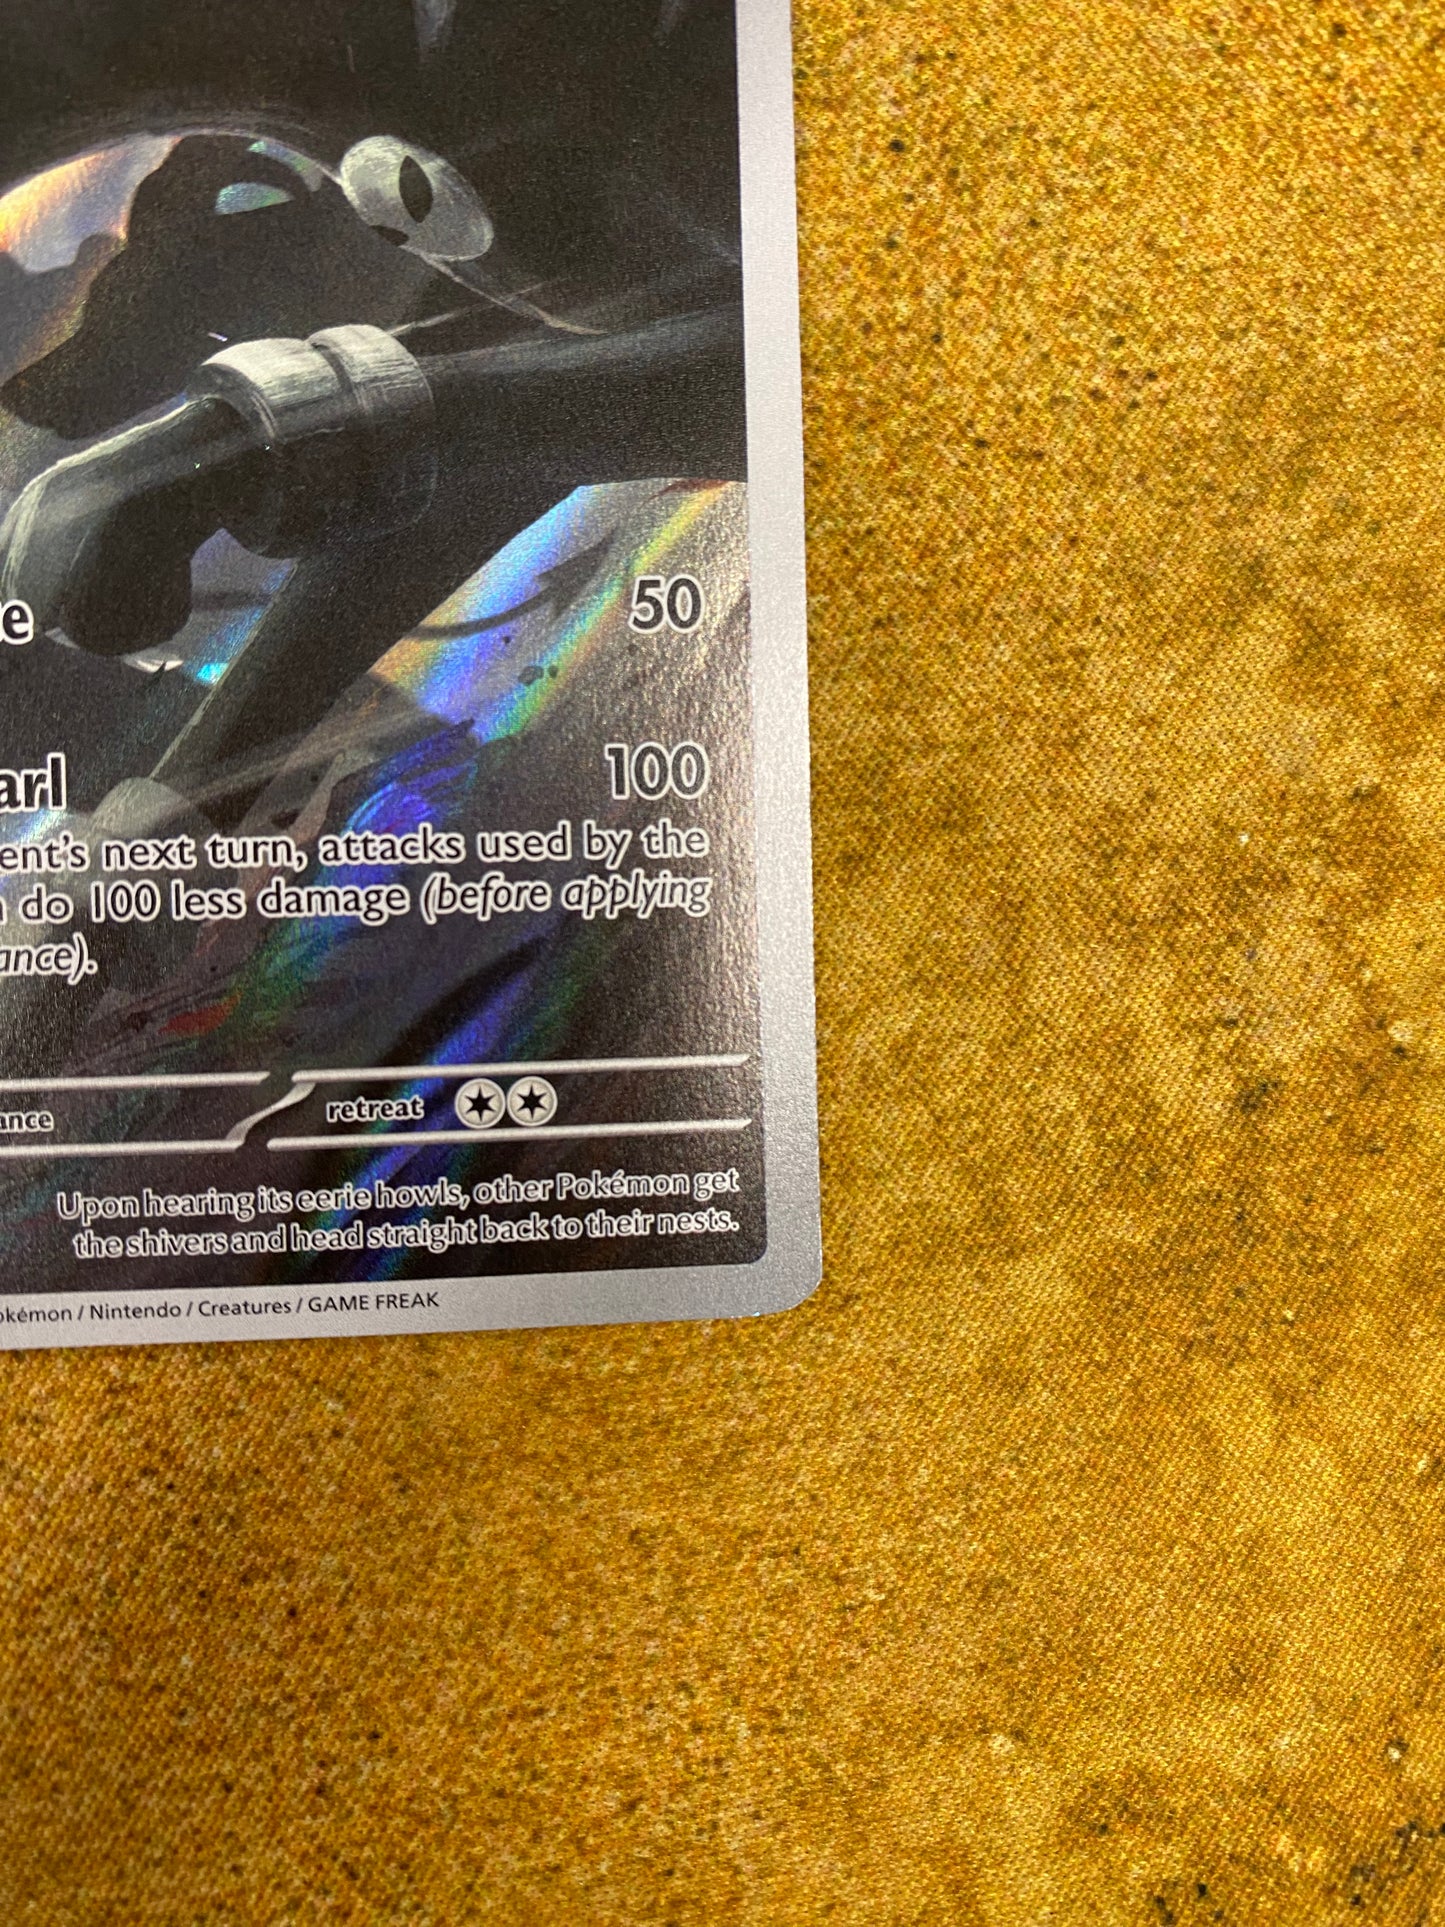 e 50
arl 100
ent's next turn, attacks used by the
do 100 less damage (before applying
ance).
ance retreat
Upon hearing its eerie howls, other Pokémon get
the shivers and head straight back to their nests.
okémon / Nintendo / Creatures / GAME FREAK